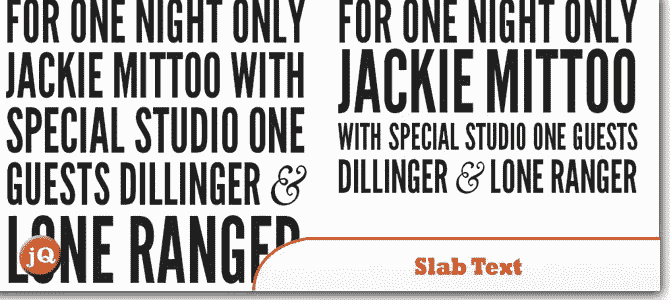 FOR ONE NIGHT ONLY
JACKIE MITTOO WITH
SPECIAL STUDIO ONE
GUESTS DILLINGER &
LONE RANGER
FOR ONE NIGHT ONLY
JACKIE MITTOO
WITH SPECIAL STUDIO ONE GUESTS
DILLINGER & LONE RANGER
jQ
Slab Text